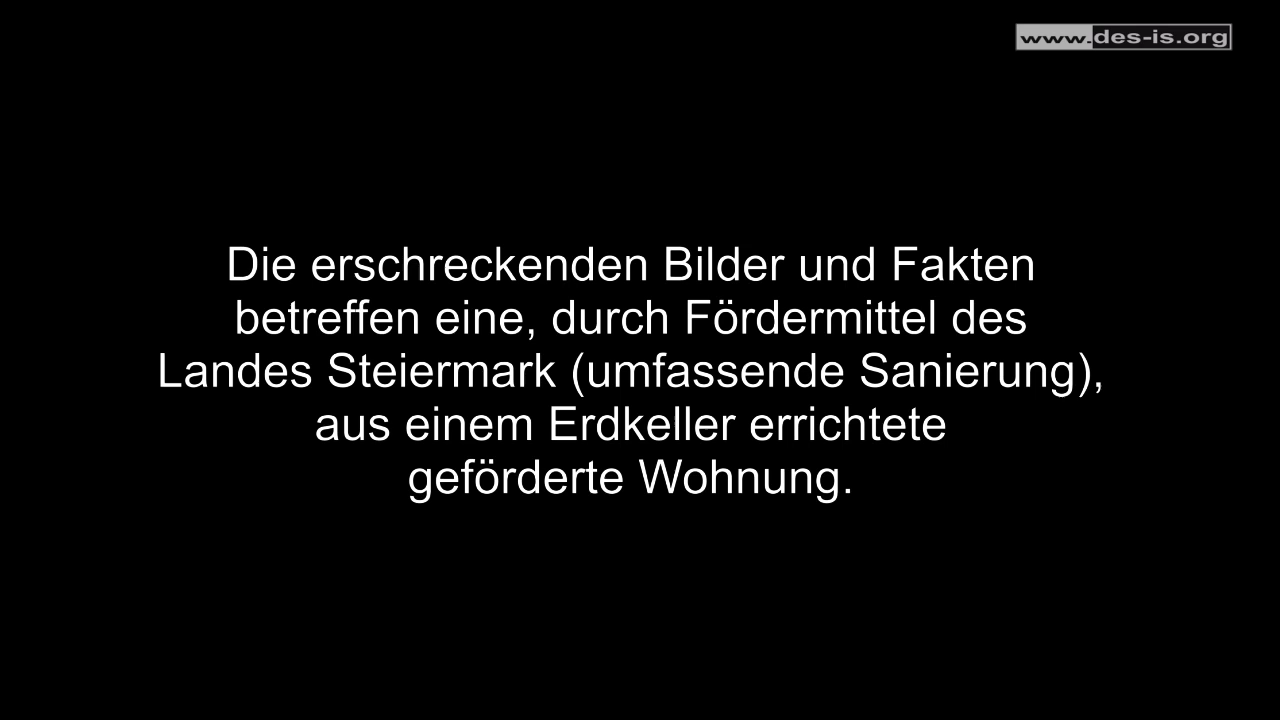 www.des-is.org
Die erschreckenden Bilder und Fakten
betreffen eine, durch Fördermittel des
Landes Steiermark (umfassende Sanierung),
aus einem Erdkeller errichtete
geförderte Wohnung.